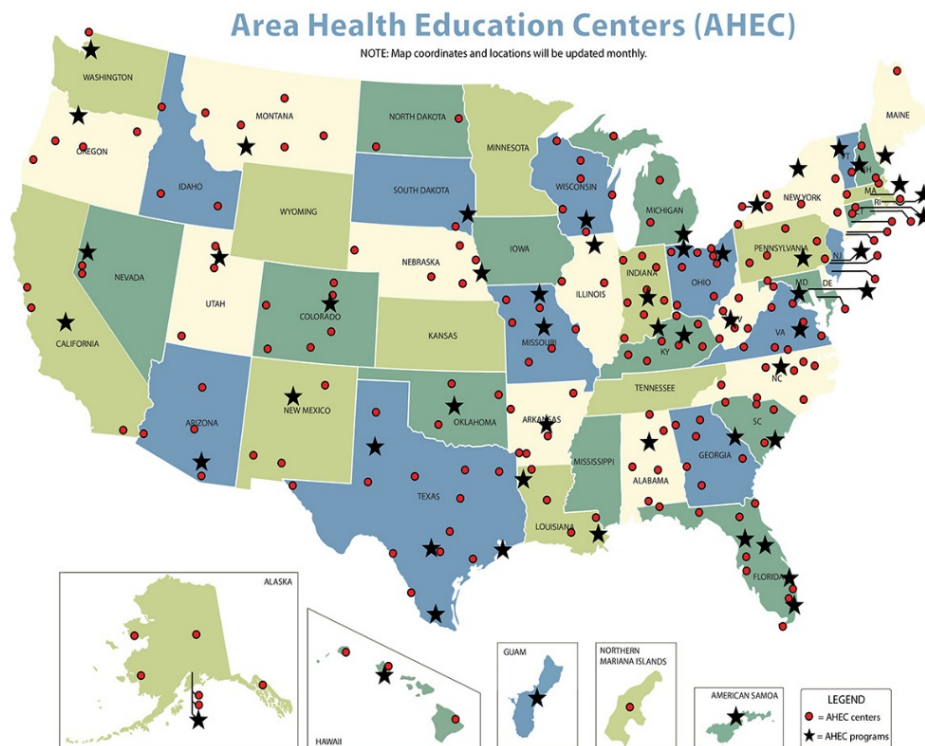 Area Health Education Centers (AHEC)
NOTE: Map coordinates and locations will be updated monthly.
WASHINGTON
MONTANA
NORTH DAKOTA
MINNESOTA
MAINE
OREGON
IDAHO
SOUTH DAKOTA
WISCONSIN
MICHIGAN
VT
NH
NEW YORK
MA
RI
CT
WYOMING
IOWA
NEBRASKA
PENNSYLVANIA
NJ
NEVADA
UTAH
COLORADO
ILLINOIS
INDIANA
OHIO
MD
DE
CALIFORNIA
KANSAS
MISSOURI
KY
VA
ARIZONA
NEW MEXICO
OKLAHOMA
ARKANSAS
TENNESSEE
NC
SC
TEXAS
LOUISIANA
MISSISSIPPI
ALABAMA
GEORGIA
FLORIDA
ALASKA
HAWAII
GUAM
NORTHERN
MARIANA ISLANDS
AMERICAN SAMOA
LEGEND
= AHEC centers
= AHEC programs